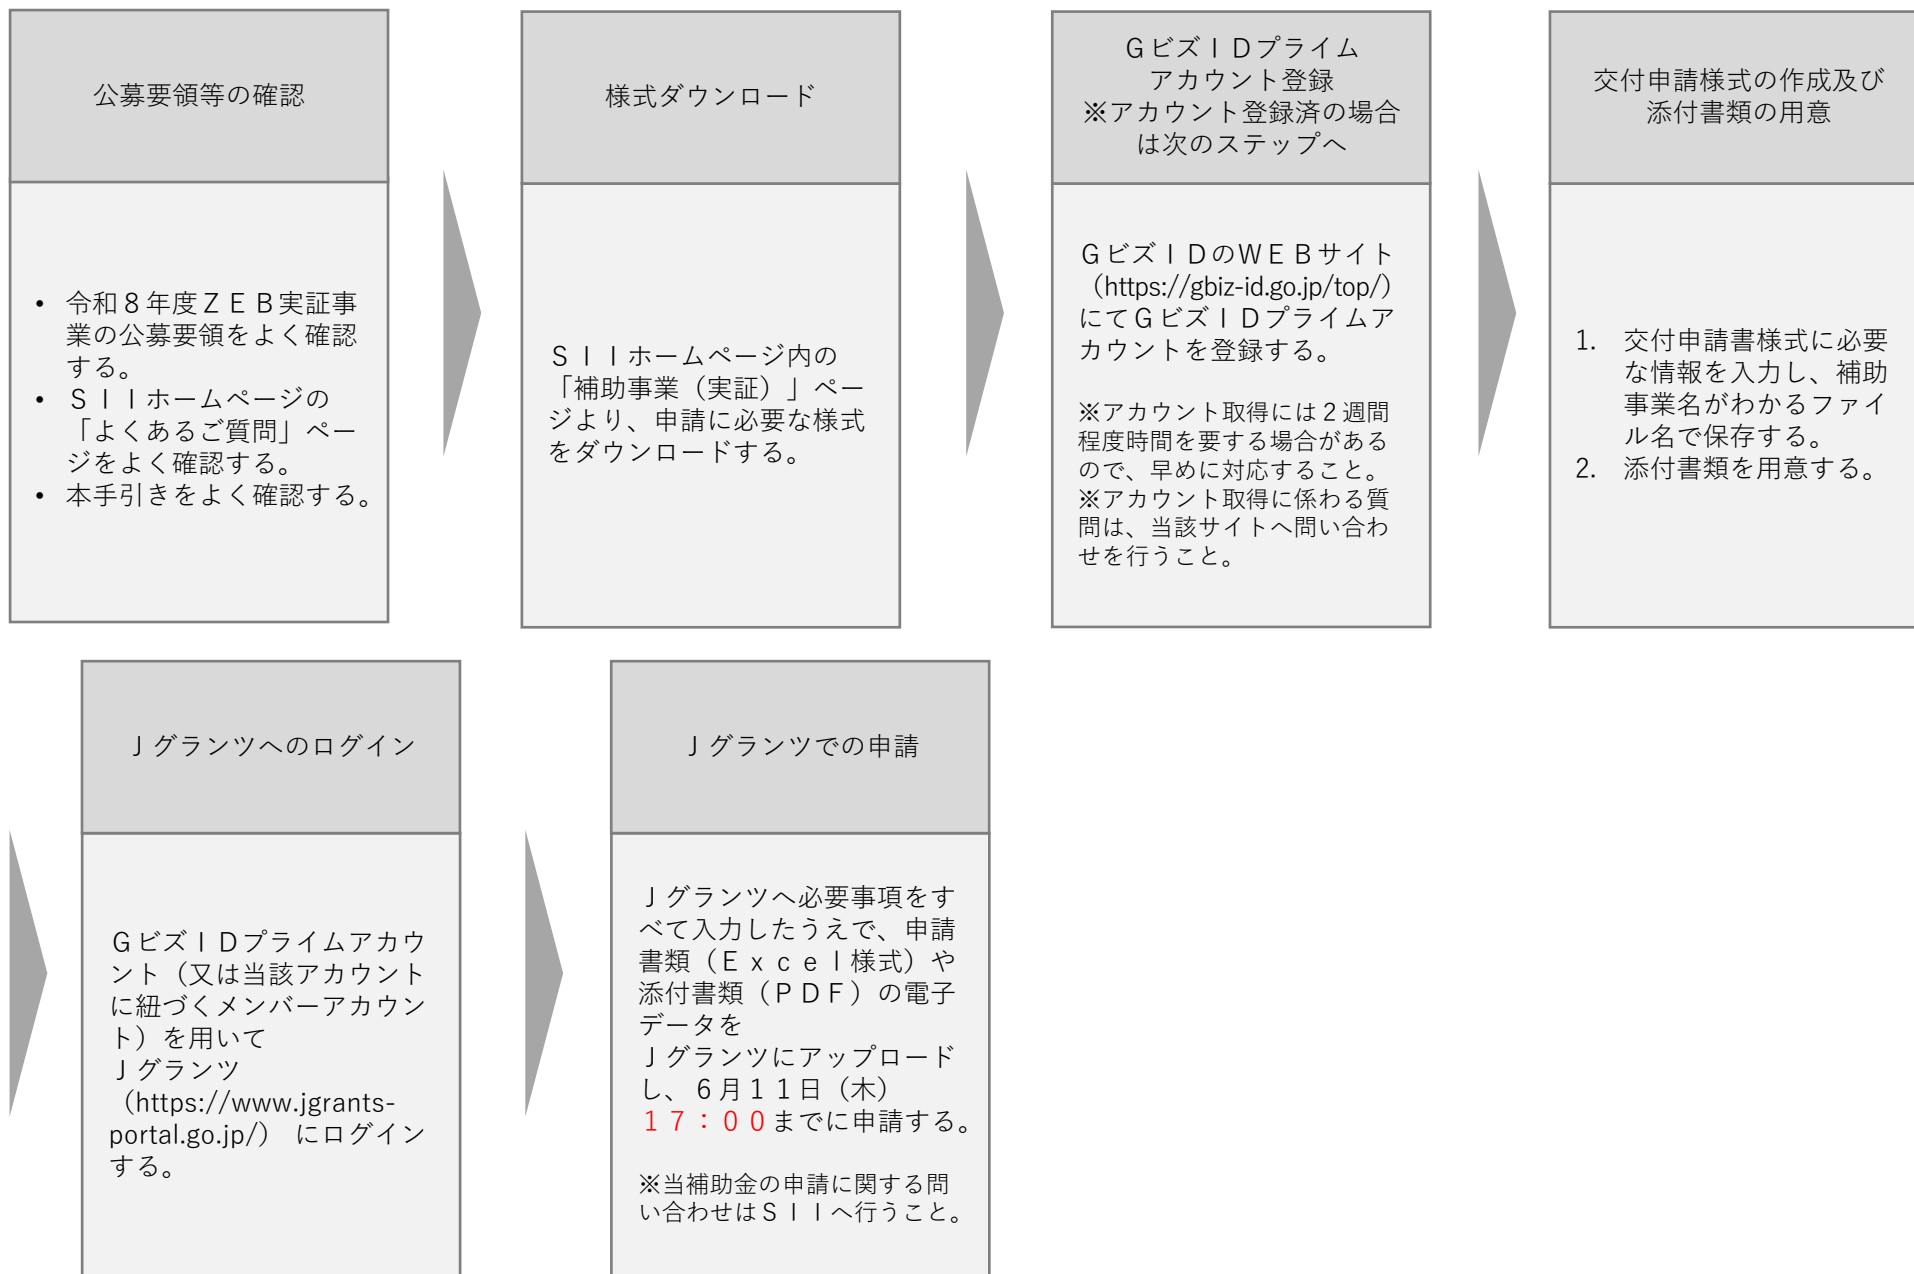 公募要領等の確認
• 令和８年度ＺＥＢ実証事
業の公募要領をよく確認
する。
• ＳＩＩホームページの
「よくあるご質問」ペー
ジをよく確認する。
• 本手引きをよく確認する。
様式ダウンロード
ＳＩＩホームページ内の
「補助事業（実証）」ペー
ジより、申請に必要な様式
をダウンロードする。
ＧビズＩＤプライム
アカウント登録
※アカウント登録済の場合
は次のステップへ
ＧビズＩＤのＷＥＢサイト
（https://gbiz-id.go.jp/top/）
にてＧビズＩＤプライムア
カウントを登録する。
※アカウント取得には２週間
程度時間を要する場合がある
ので、早めに対応すること。
※アカウント取得に係わる質
問は、当該サイトへ問い合わ
せを行うこと。
交付申請様式の作成及び
添付書類の用意
1. 交付申請書様式に必要
な情報を入力し、補助
事業名がわかるファイ
ル名で保存する。
2. 添付書類を用意する。
Ｊグランツへのログイン
ＧビズＩＤプライムアカウ
ント（又は当該アカウント
に紐づくメンバーアカウン
ト）を用いて
Ｊグランツ
（https://www.jgrants-
portal.go.jp/） にログイン
する。
Ｊグランツでの申請
Ｊグランツへ必要事項をす
べて入力したうえで、申請
書類（Ｅｘｃｅｌ様式）や
添付書類（ＰＤＦ）の電子
データを
Ｊグランツにアップロード
し、６月１１日（木）
１７：００までに申請する。
※当補助金の申請に関する問
い合わせはＳＩＩへ行うこと。